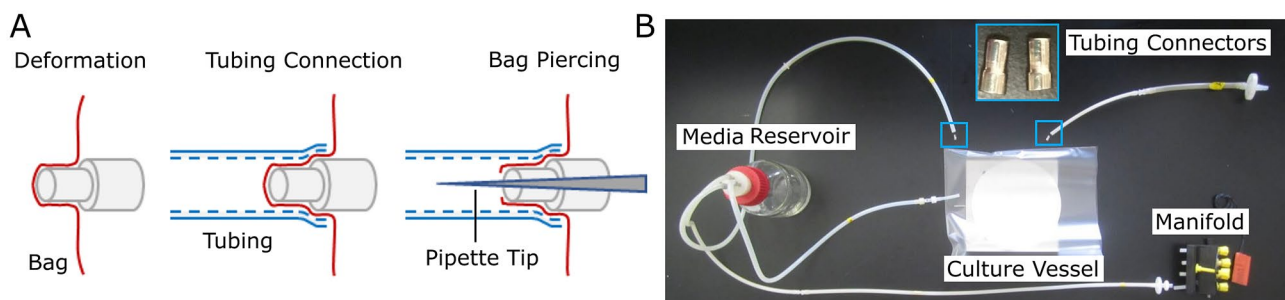 A
Deformation
Tubing Connection
Bag Piercing
Tubing
Bag
Pipette Tip
B
Tubing Connectors
Media Reservoir
Manifold
Culture Vessel